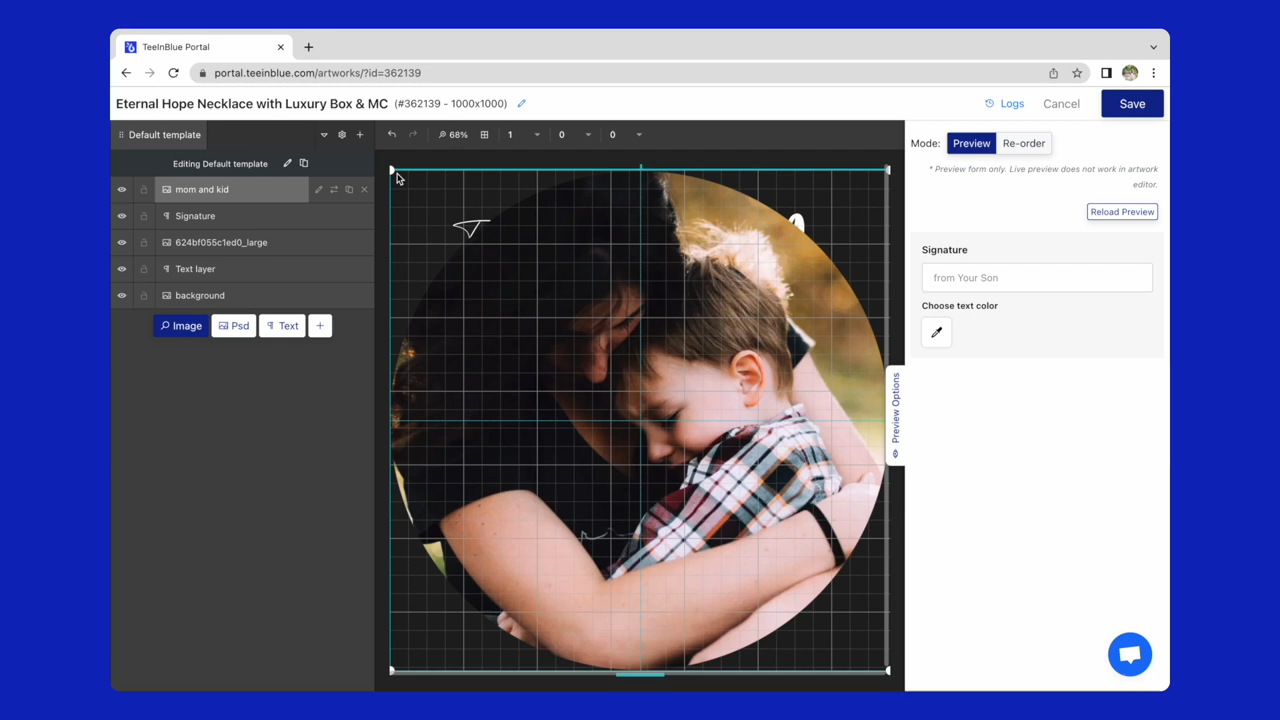 TeeInBlue Portal
portal.teeinblue.com/artworks/?id=362139
Eternal Hope Necklace with Luxury Box & MC (#362139 - 1000x1000)
Logs
Cancel
Save
Default template
68%
1
0
0
Mode:
Preview
Re-order
Editing Default template
* Preview form only. Live preview does not work in artwork
editor.
mom and kid
Reload Preview
Signature
624bf055c1ed0_large
Text layer
background
Image
Psd
Text
+
Signature
from Your Son
Choose text color
Preview Options